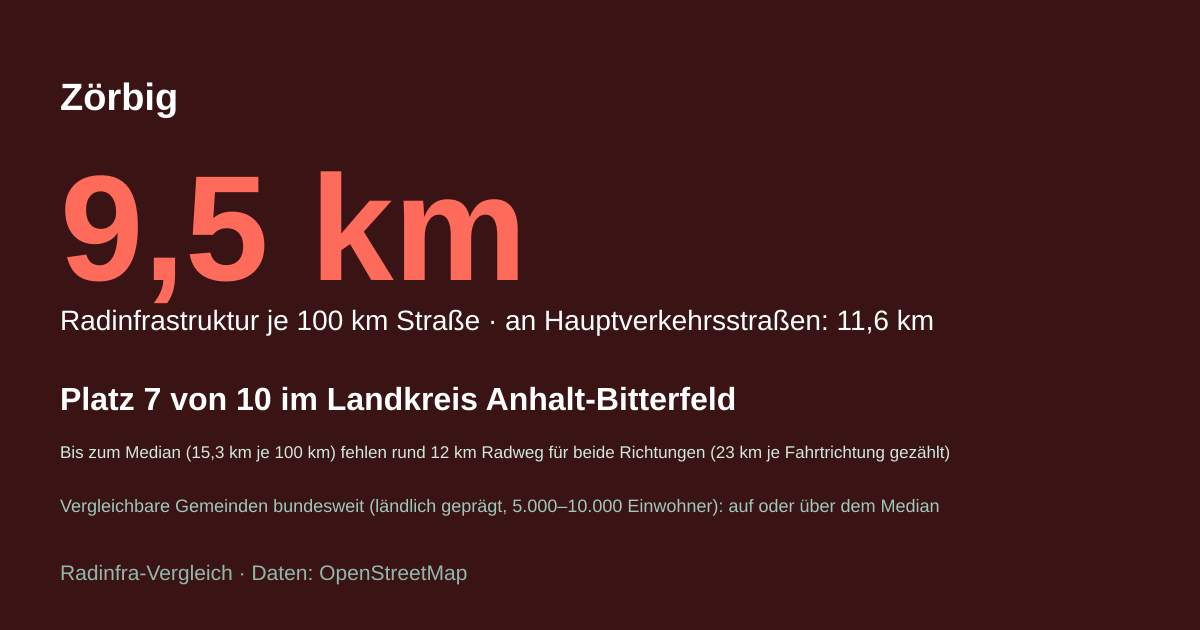 Zörbig
9,5 km
Radinfrastruktur je 100 km Straße · an Hauptverkehrsstraßen: 11,6 km
Platz 7 von 10 im Landkreis Anhalt-Bitterfeld
Bis zum Median (15,3 km je 100 km) fehlen rund 12 km Radweg für beide Richtungen (23 km je Fahrtrichtung gezählt)
Vergleichbare Gemeinden bundesweit (ländlich geprägt, 5.000–10.000 Einwohner): auf oder über dem Median
Radinfra-Vergleich · Daten: OpenStreetMap